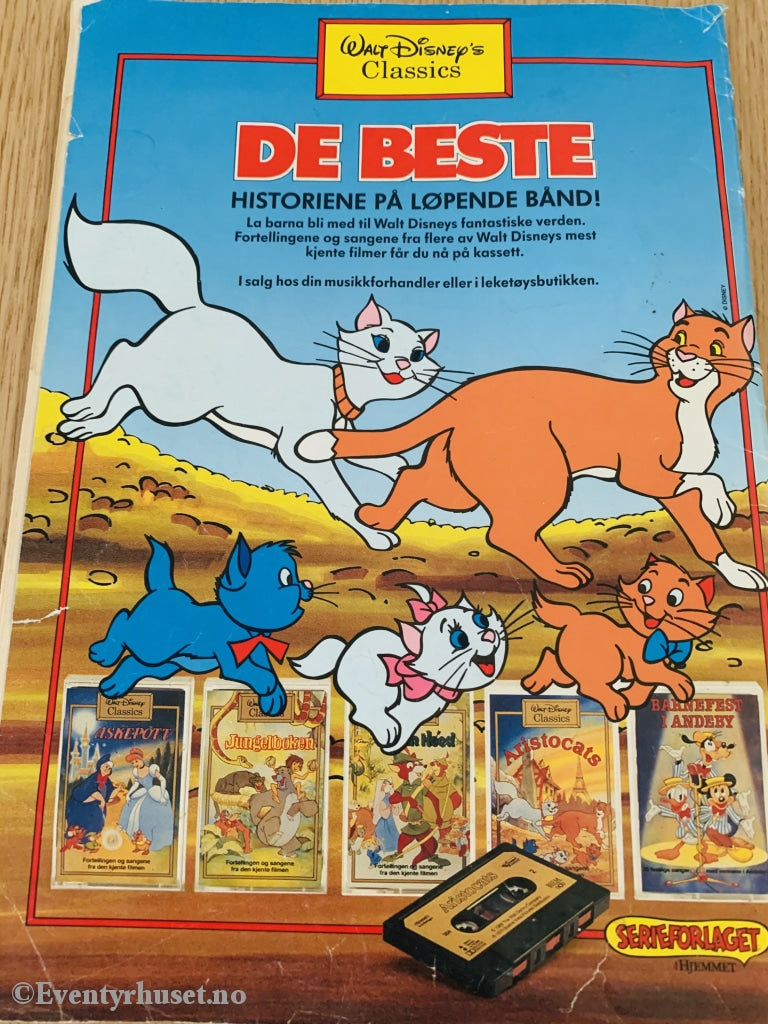 WALT DISNEY'S
Classics
DE BESTE
HISTORIENE PÅ LØPENDE BÅND!
La barna bli med til Walt Disneys fantastiske verden.
Fortellingene og sangene fra flere av Walt Disneys mest
kjente filmer får du nå på kassett.
I salg hos din musikkforhandler eller i leketøysbutikken.
© DISNEY
Walt Disney
Classics
ASKEPOTT
Fortellingen og sangene
fra den kjente filmen
Jungelboken
Fortellingen og sangene
fra den kjente filmen
Hood
Fortellingen og sangene
fra den kjente filmen
Walt Disney
Classics
Aristocats
BARNEFEST
I ANDEBY
Aristocats
2
SERIEFORLAGET
HJEMMET
©Eventyrhuset.no